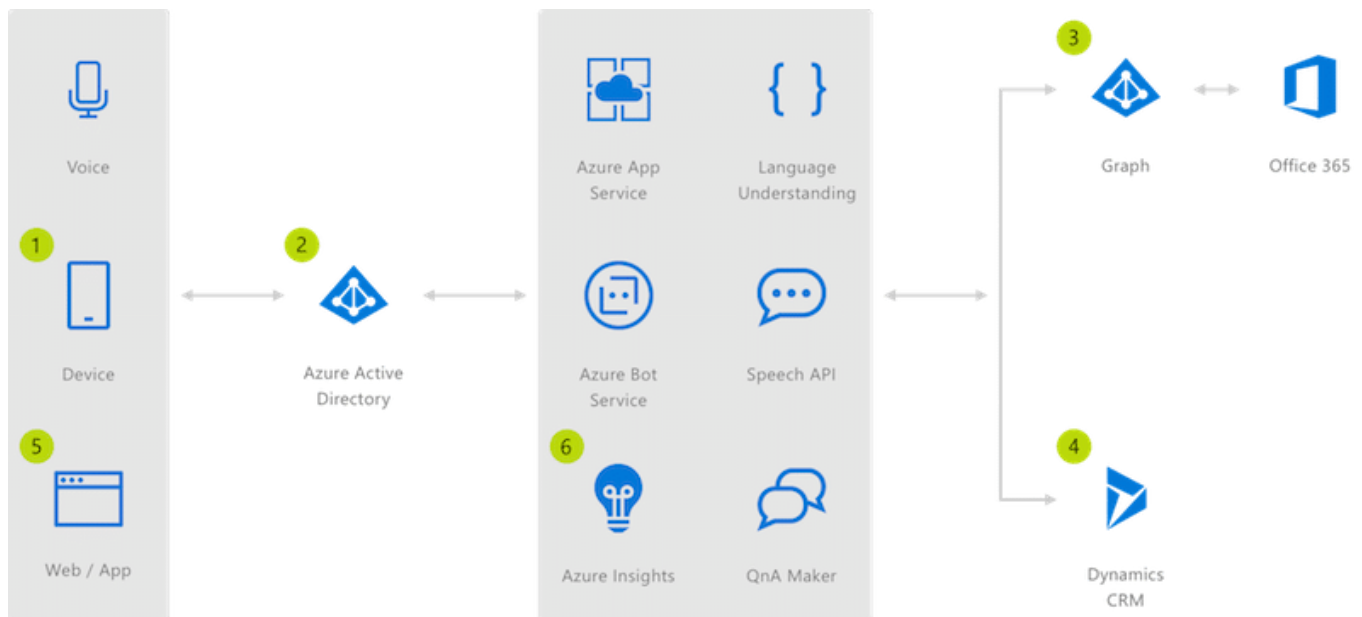 Voice
1
Device
5
Web / App
2
Azure Active
Directory
Azure App
Service
Language
Understanding
Azure Bot
Service
Speech API
6
Azure Insights
QnA Maker
3
Graph
Office 365
4
Dynamics
CRM